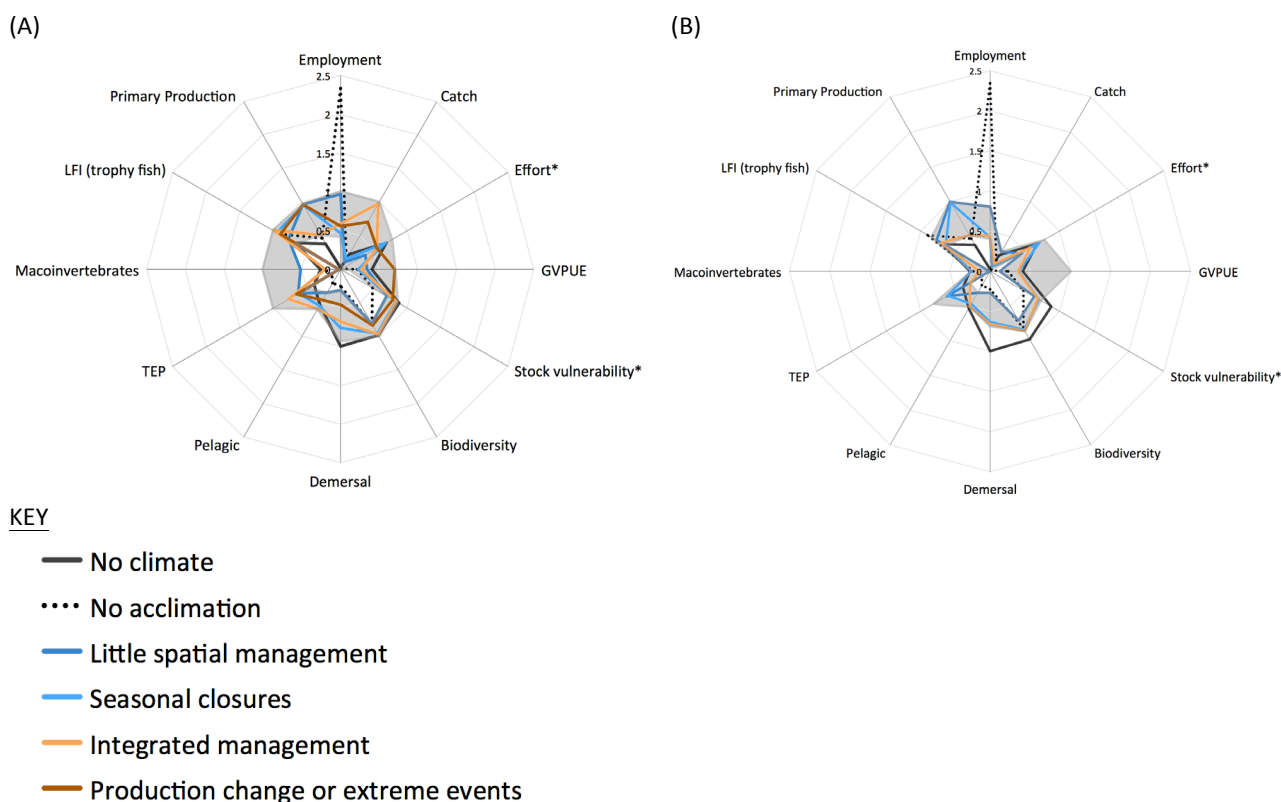 (A)
Employment
2.5
2
1.5
1
0.5
0
Catch
Effort*
GVPUE
Stock vulnerability*
Biodiversity
Demersal
Pelagic
TEP
Macoinvertebrates
LFI (trophy fish)
Primary Production
(B)
Employment
2.5
2
1.5
1
0.5
0
Catch
Effort*
GVPUE
Stock vulnerability*
Biodiversity
Demersal
Pelagic
TEP
Macoinvertebrates
LFI (trophy fish)
Primary Production
KEY
No climate
No acclimation
Little spatial management
Seasonal closures
Integrated management
Production change or extreme events